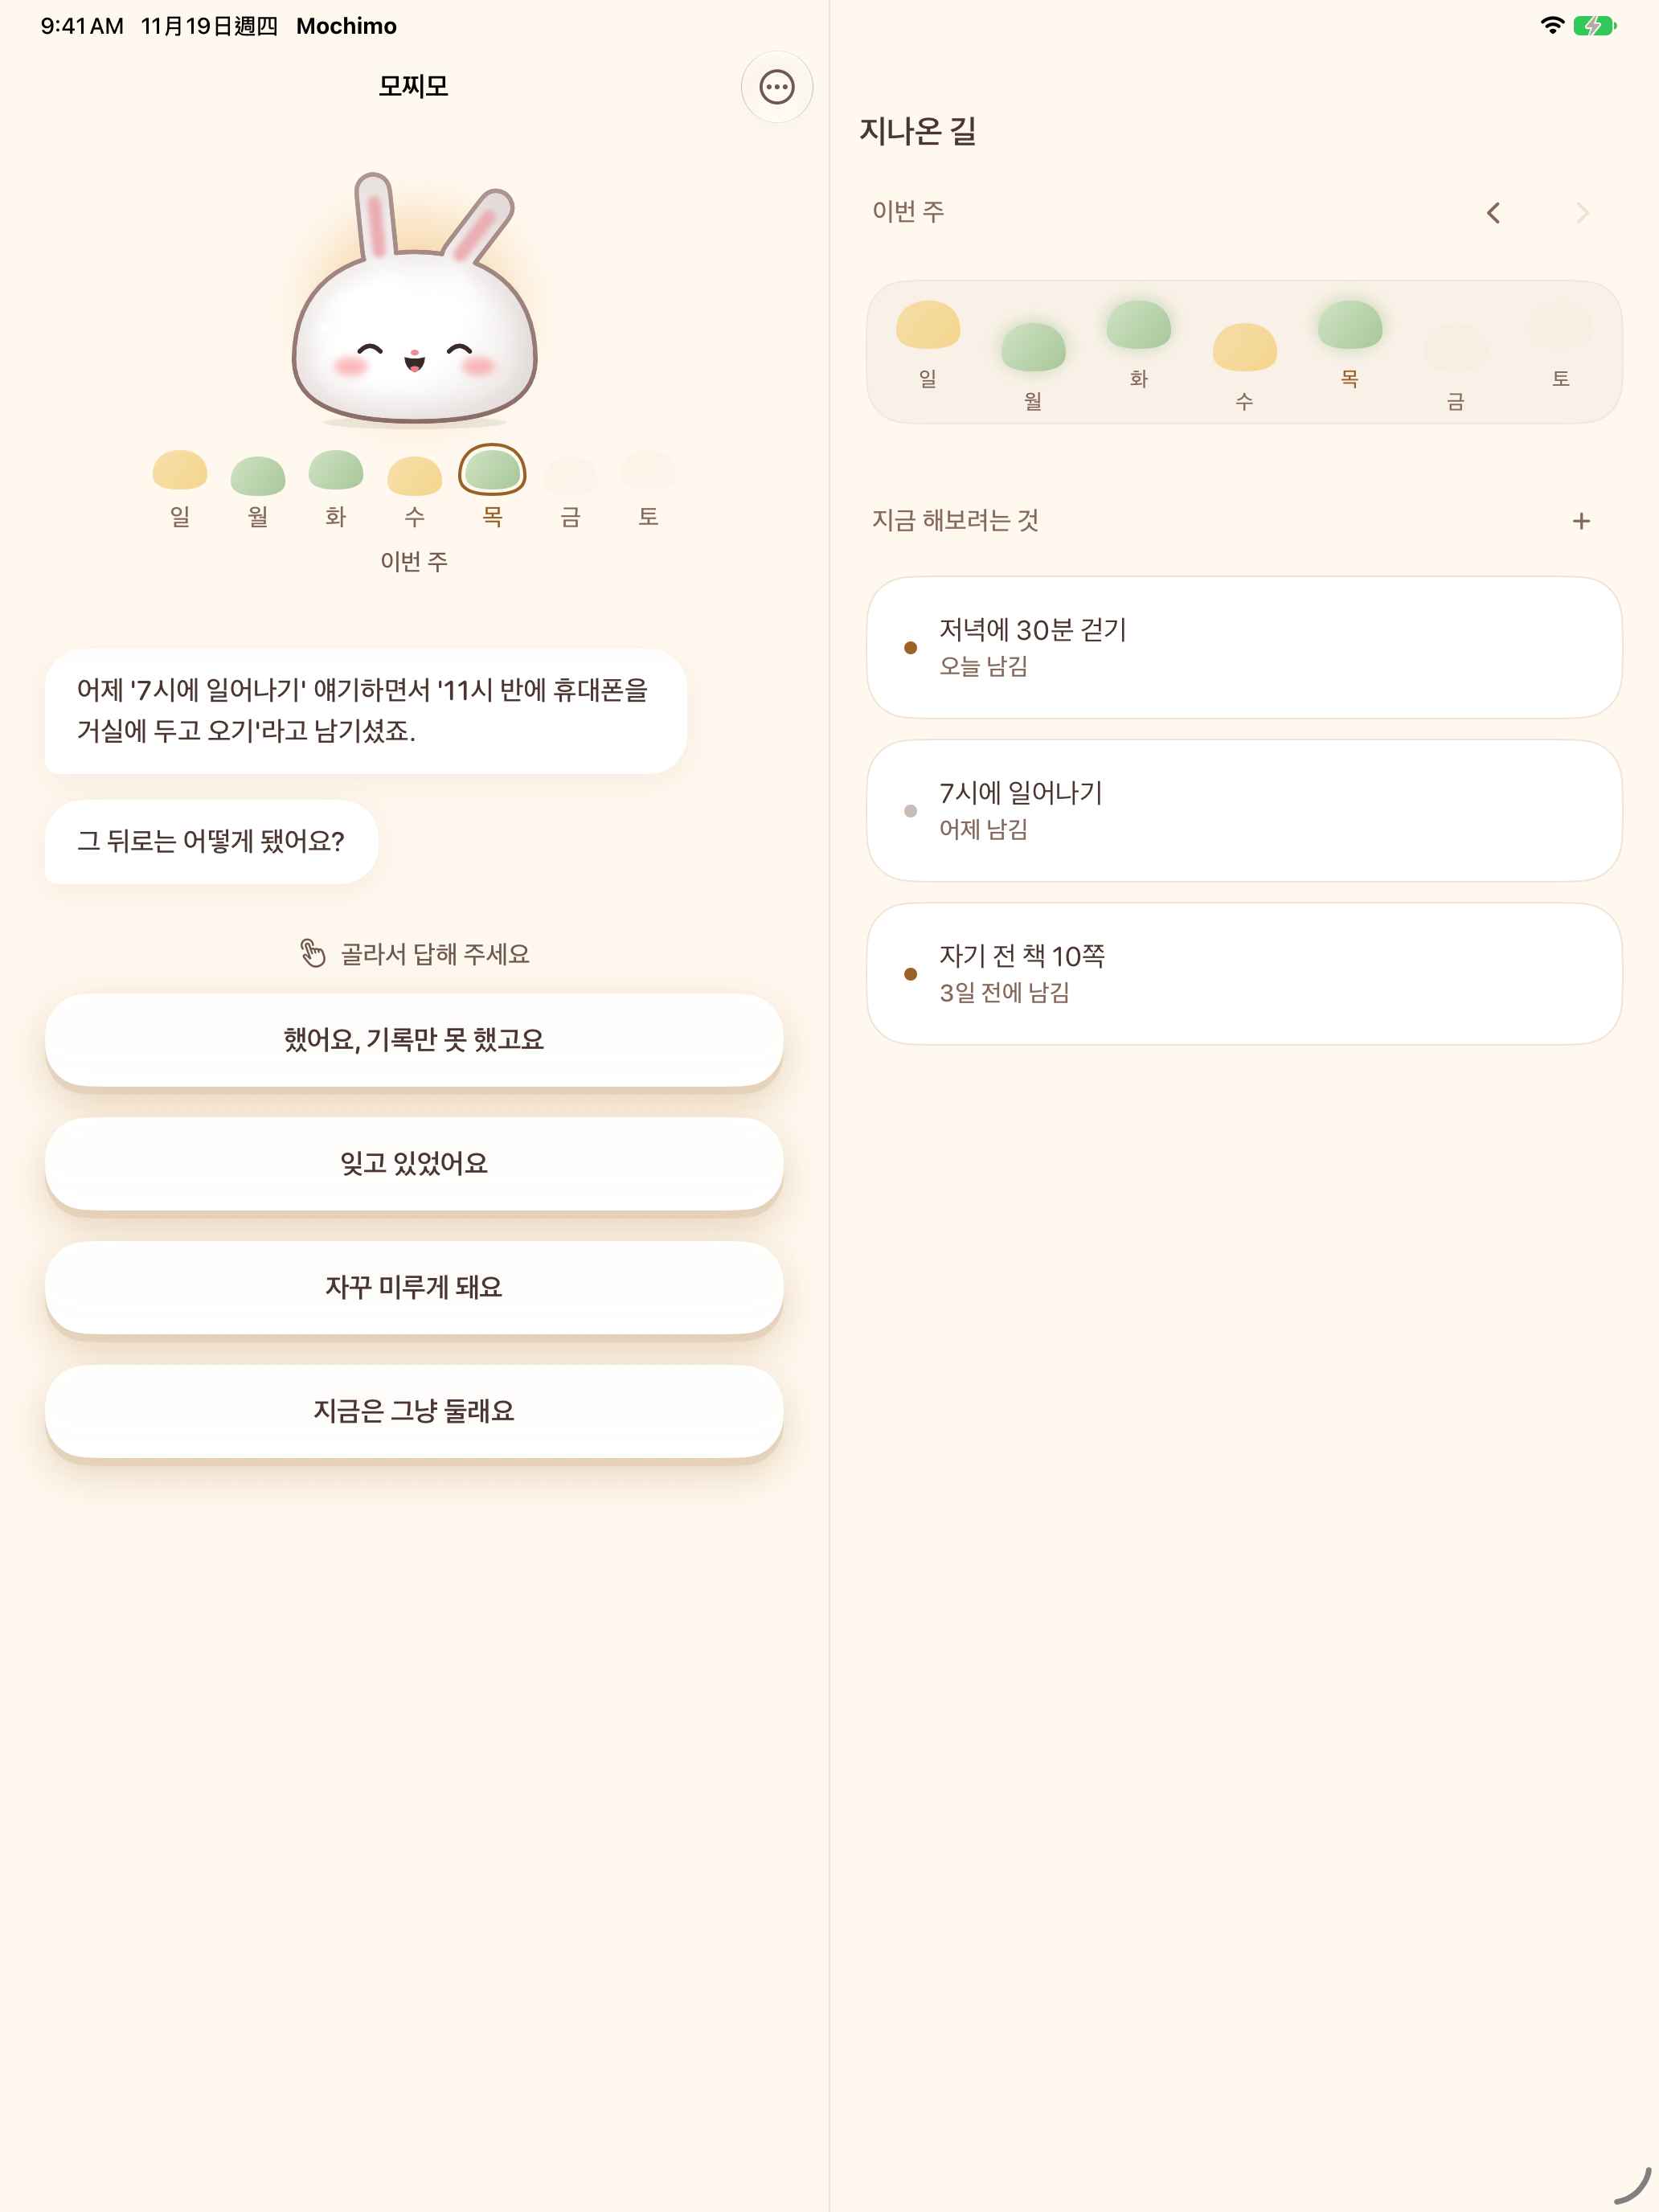 9:41 AM 11月19日週四 Mochimo
모찌모
일 월 화 수 목 금 토
이번 주
어제 '7시에 일어나기' 얘기하면서 '11시 반에 휴대폰을
거실에 두고 오기'라고 남기셨죠.
그 뒤로는 어떻게 됐어요?
골라서 답해 주세요
했어요, 기록만 못 했고요
잊고 있었어요
자꾸 미루게 돼요
지금은 그냥 둘래요
지나온 길
이번 주
일 월 화 수 목 금 토
지금 해보려는 것
저녁에 30분 걷기
오늘 남김
7시에 일어나기
어제 남김
자기 전 책 10쪽
3일 전에 남김